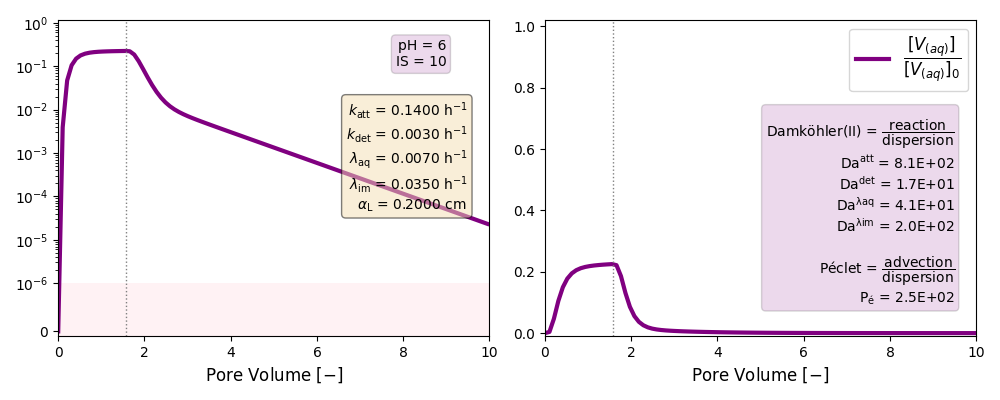 10⁰
10⁻¹
10⁻²
10⁻³
10⁻⁴
10⁻⁵
10⁻⁶
0
0 2 4 6 8 10
Pore Volume [−]
pH = 6
IS = 10
k_att = 0.1400 h⁻¹
k_det = 0.0030 h⁻¹
λ_aq = 0.0070 h⁻¹
λ_im = 0.0350 h⁻¹
α_L = 0.2000 cm
1.0
0.8
0.6
0.4
0.2
0.0
0 2 4 6 8 10
Pore Volume [−]
[V₍aq₎]
[V₍aq₎]₀
Damköhler(II) = reaction
dispersion
Da^att = 8.1E+02
Da^det = 1.7E+01
Da^λaq = 4.1E+01
Da^λim = 2.0E+02
Péclet = advection
dispersion
P_é = 2.5E+02